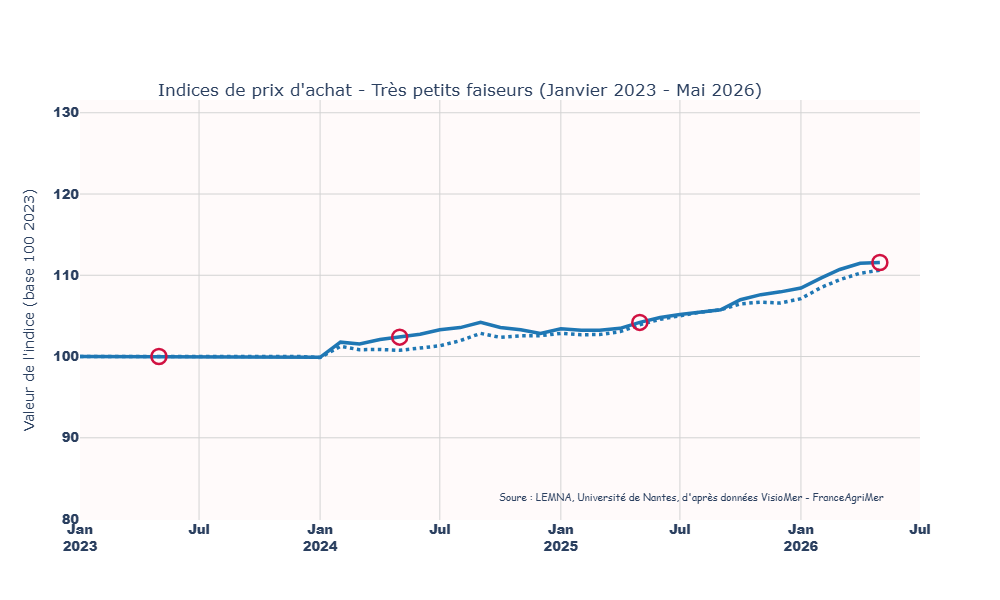 Indices de prix d'achat - Très petits faiseurs (Janvier 2023 - Mai 2026)
Valeur de l'indice (base 100 2023)
130
120
110
100
90
80
Soure : LEMNA, Université de Nantes, d'après données VisioMer - FranceAgriMer
Jan
2023
Jul
Jan
2024
Jul
Jan
2025
Jul
Jan
2026
Jul